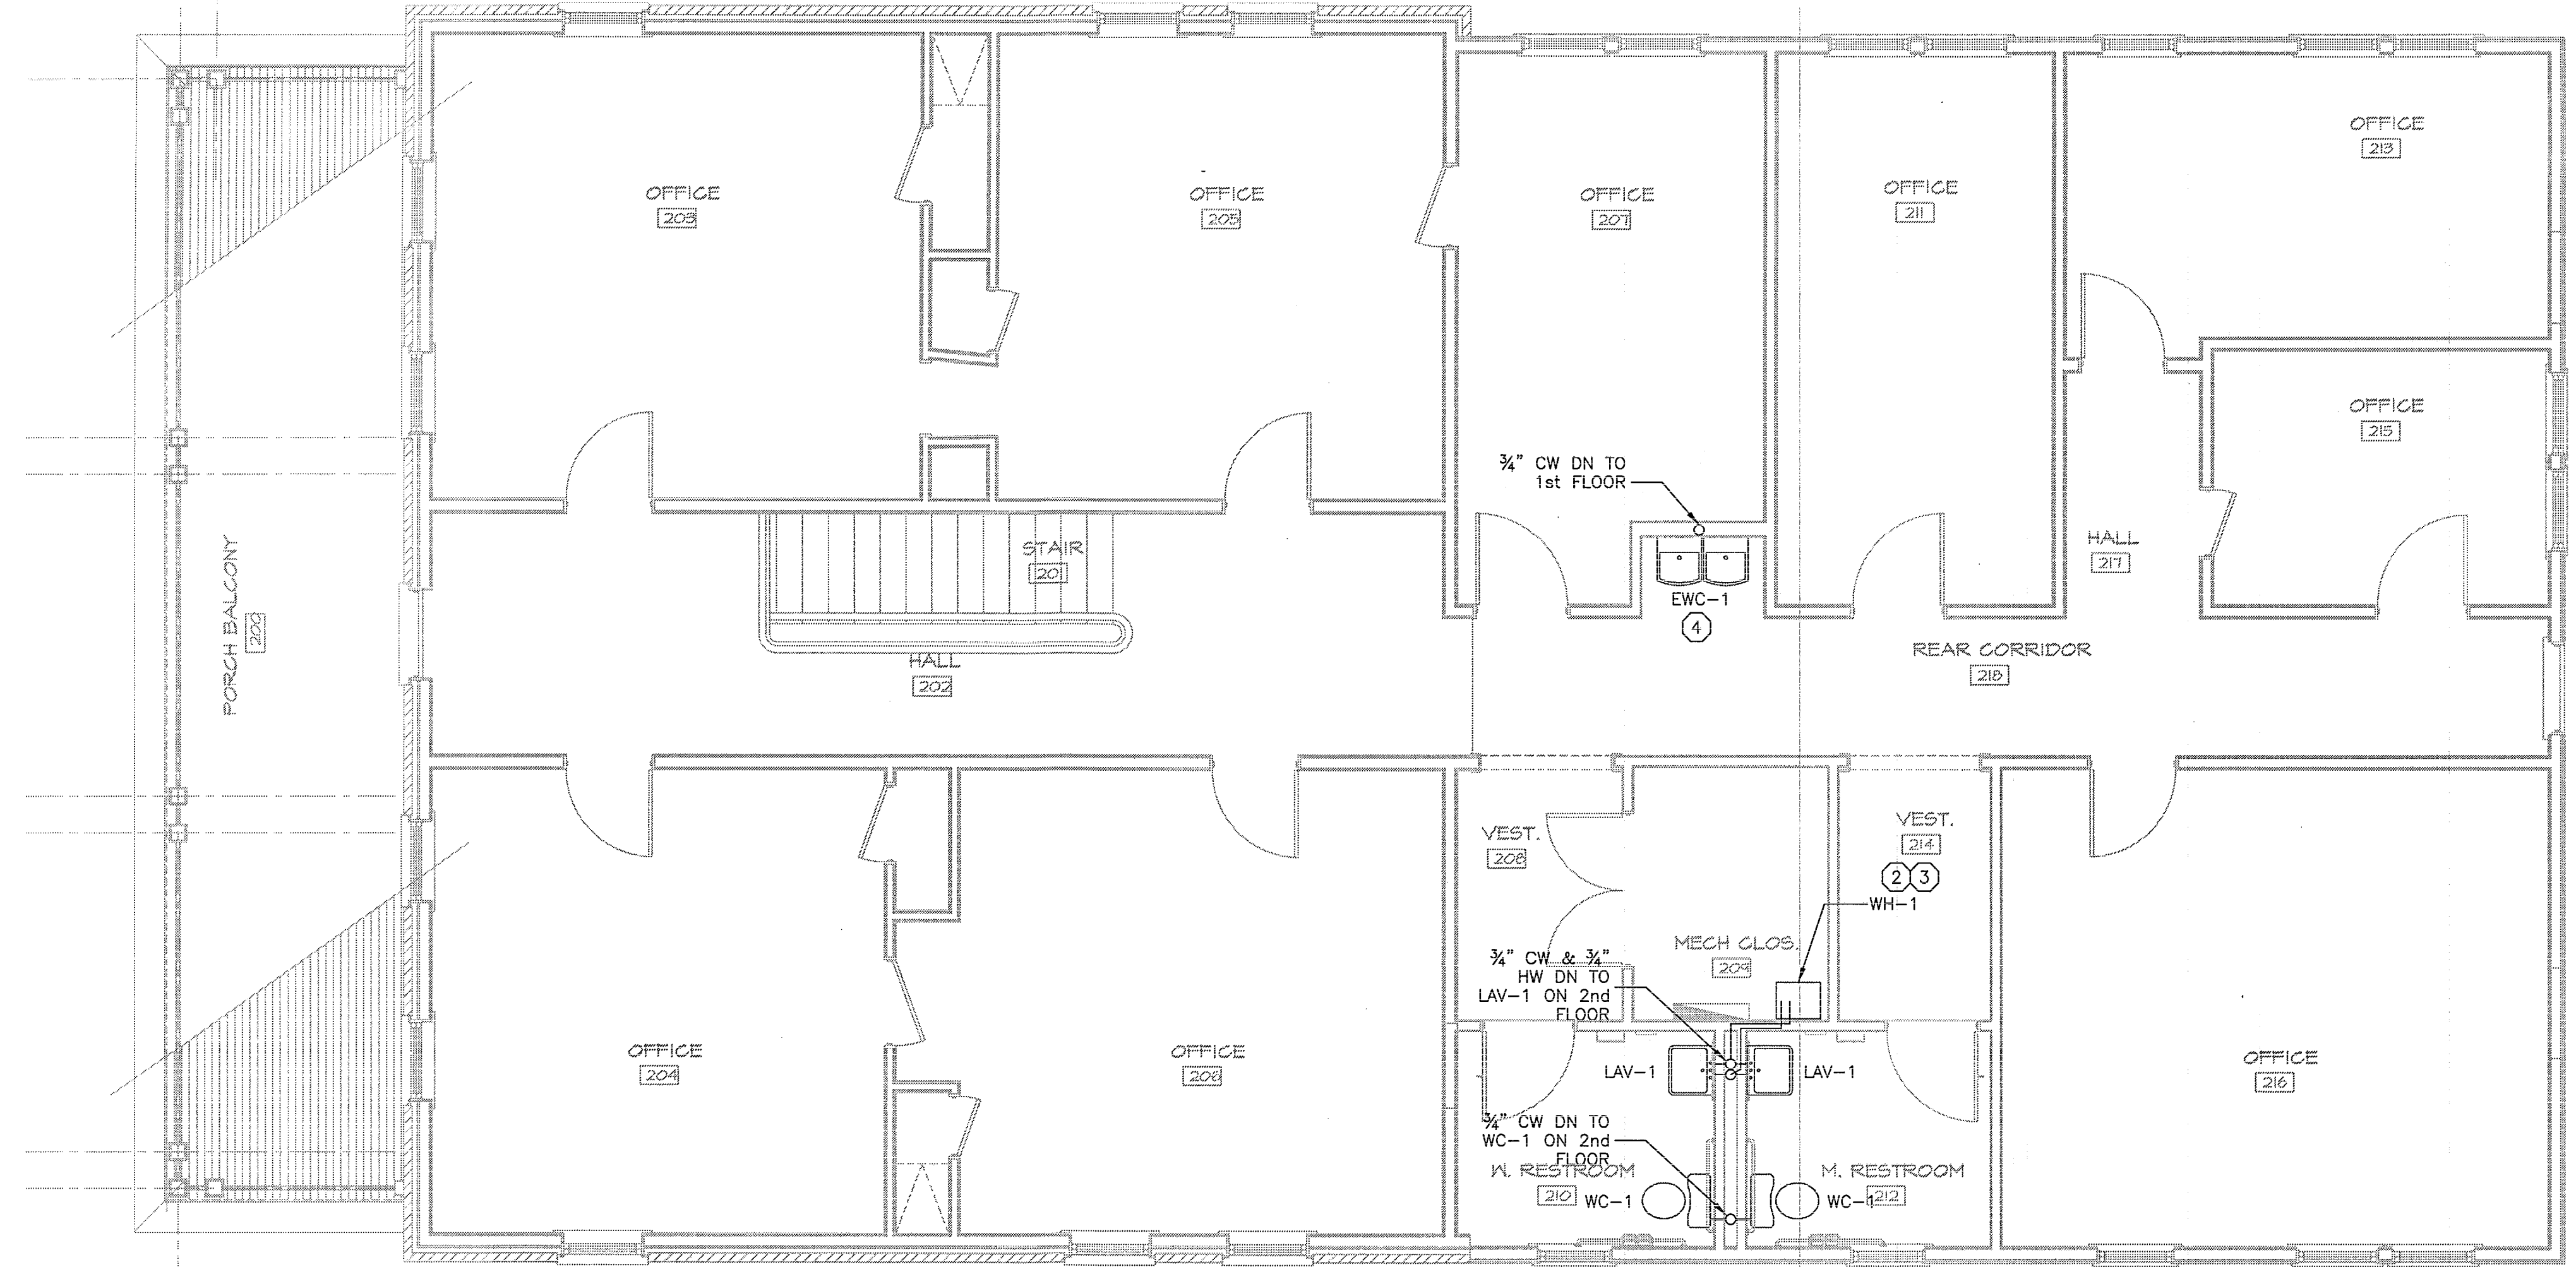 OFFICE
203
OFFICE
205
OFFICE
207
OFFICE
211
OFFICE
213
OFFICE
215
¾" CW DN TO
1st FLOOR
EWC-1
4
HALL
217
STAIR
201
HALL
202
PORCH BALCONY
200
REAR CORRIDOR
218
VEST.
208
VEST.
214
2 3
WH-1
MECH CLOS.
209
¾" CW & ¾"
HW DN TO
LAV-1 ON 2nd
FLOOR
OFFICE
204
OFFICE
206
LAV-1
LAV-1
OFFICE
216
¾" CW DN TO
WC-1 ON 2nd
FLOOR
W. RESTROOM
210
WC-1
M. RESTROOM
212
WC-1